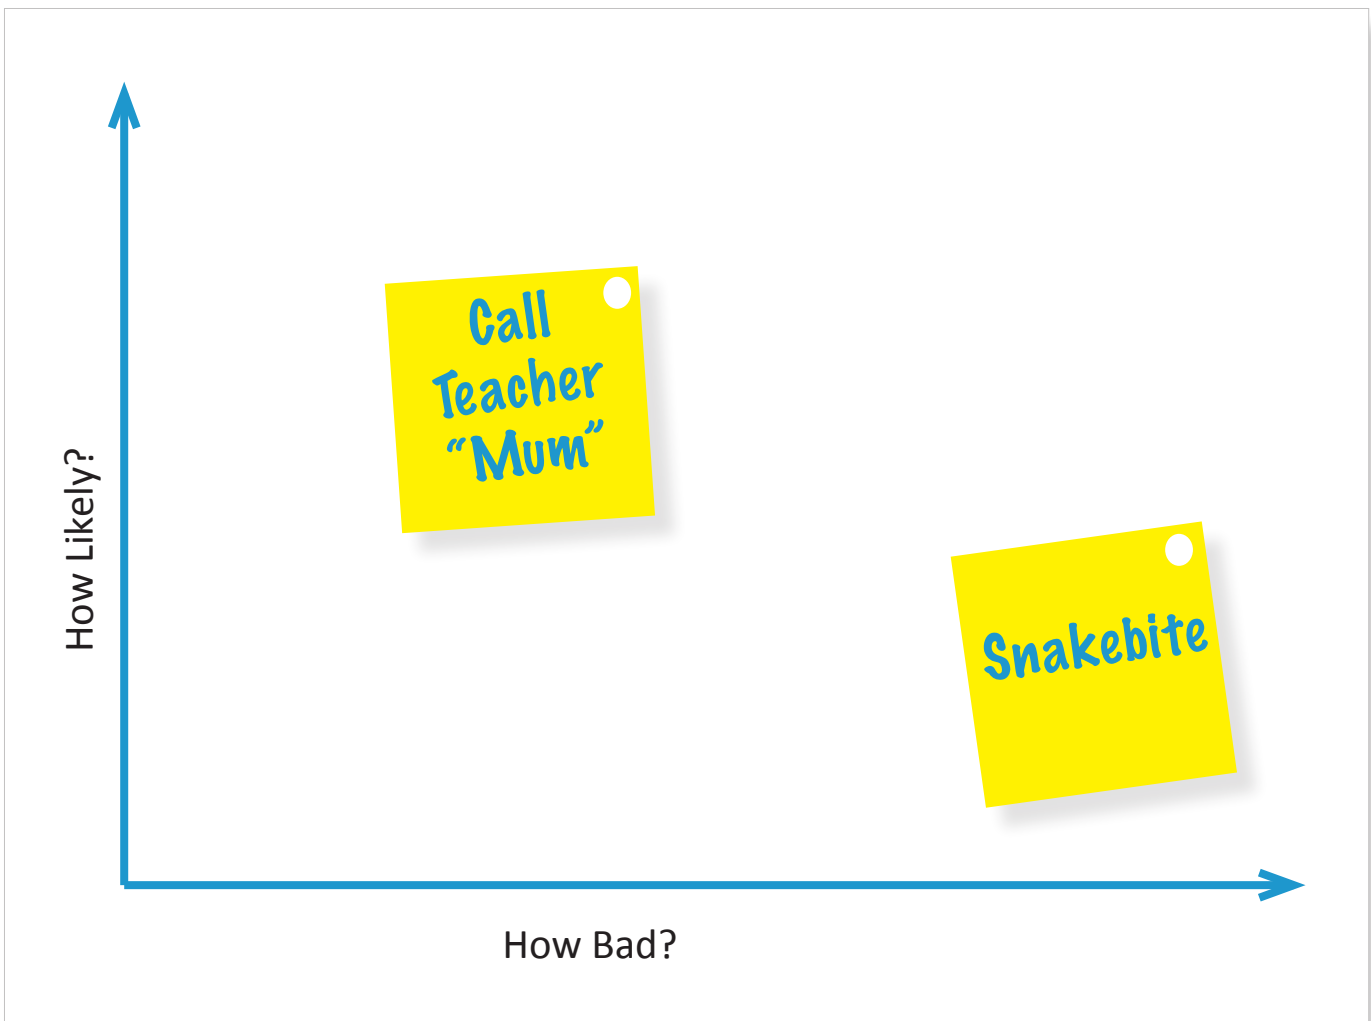 Call
Teacher
“Mum”
Snakebite
How Likely?
How Bad?